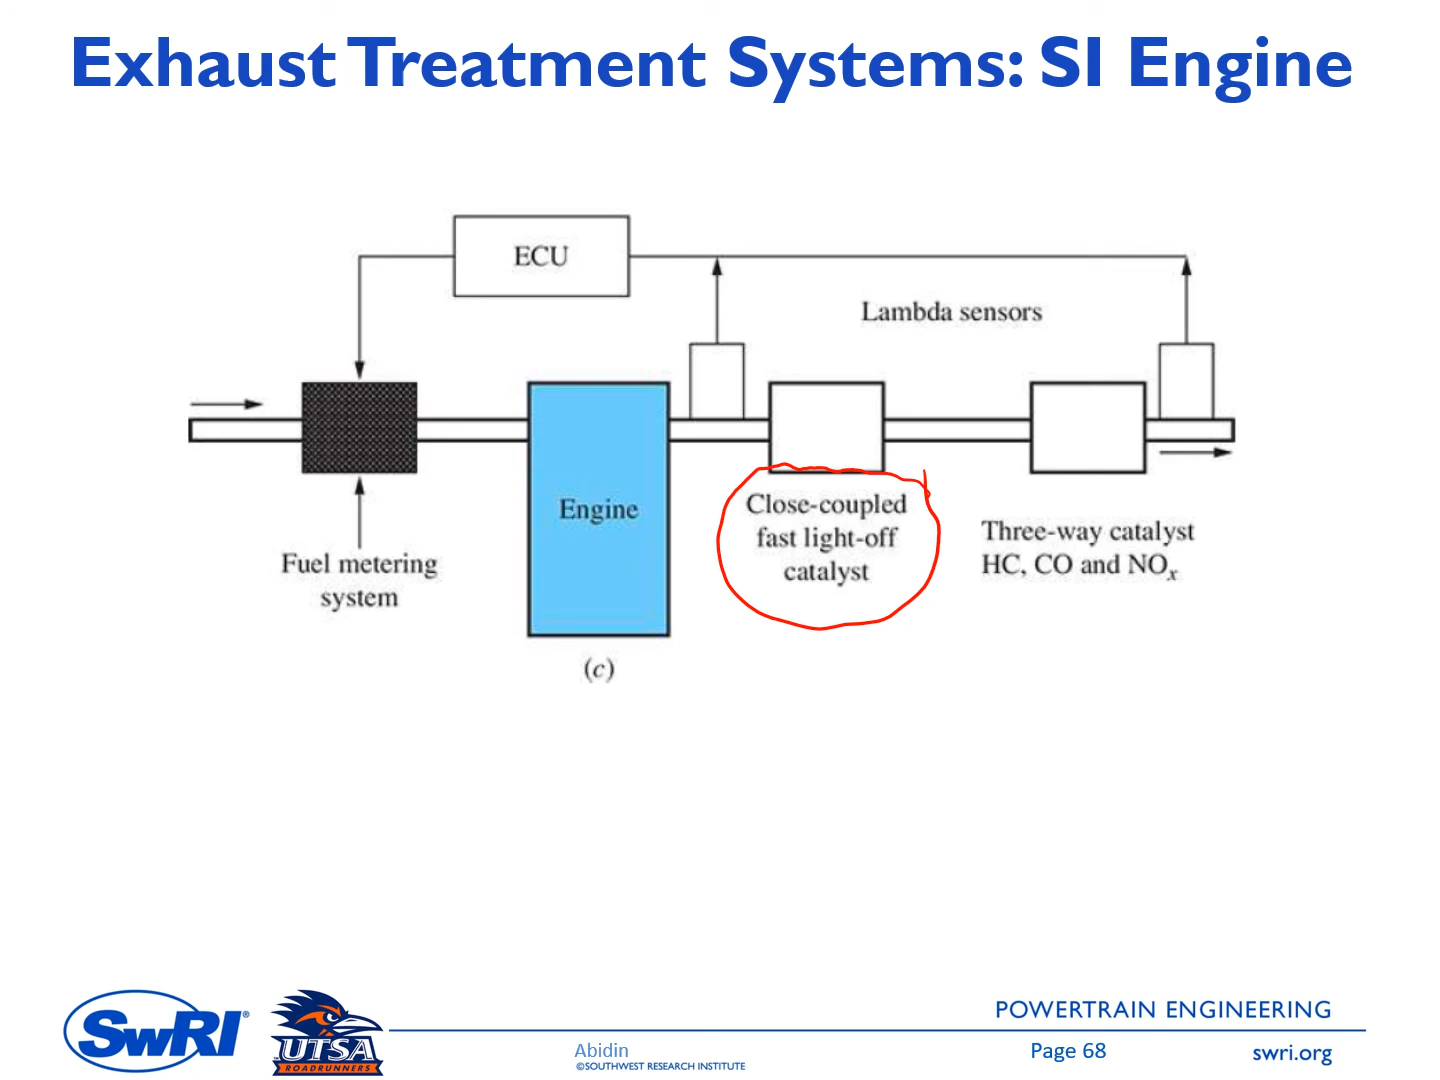 Exhaust Treatment Systems: SI Engine
ECU
Lambda sensors
Engine
Close-coupled
fast light-off
catalyst
Three-way catalyst
HC, CO and NOx
Fuel metering
system
(c)
SwRI®
UTSA
ROADRUNNERS
POWERTRAIN ENGINEERING
Abidin
©SOUTHWEST RESEARCH INSTITUTE
Page 68
swri.org